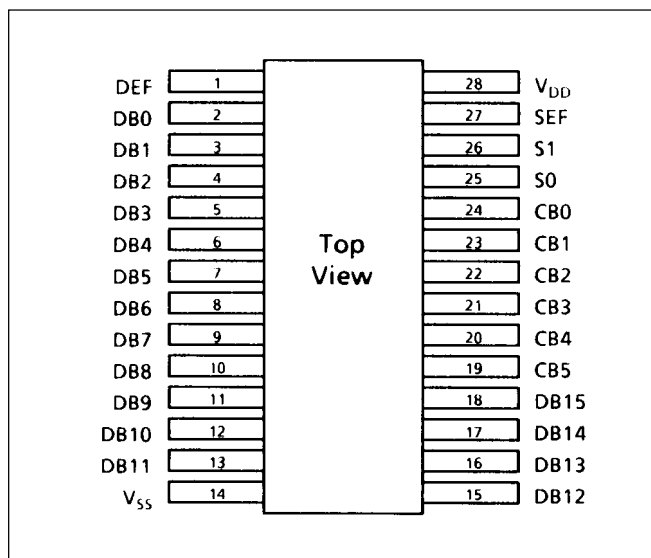 DEF 1 28 V_DD
DB0 2 27 SEF
DB1 3 26 S1
DB2 4 25 S0
DB3 5 24 CB0
DB4 6 23 CB1
DB5 7 22 CB2
DB6 8 21 CB3
DB7 9 20 CB4
DB8 10 19 CB5
DB9 11 18 DB15
DB10 12 17 DB14
DB11 13 16 DB13
V_SS 14 15 DB12
Top
View